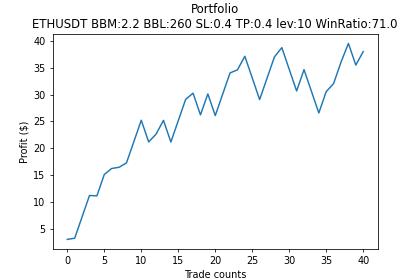 Portfolio
ETHUSDT BBM:2.2 BBL:260 SL:0.4 TP:0.4 lev:10 WinRatio:71.0
40
35
30
25
20
15
10
5
Profit ($)
0 5 10 15 20 25 30 35 40
Trade counts